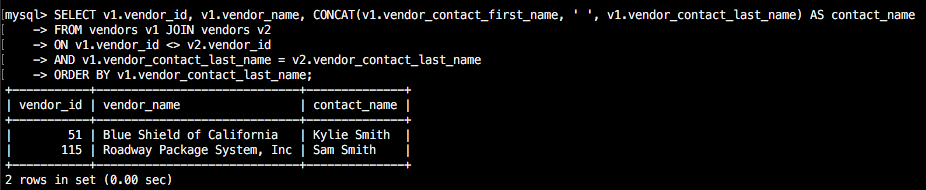 [mysql> SELECT v1.vendor_id, v1.vendor_name, CONCAT(v1.vendor_contact_first_name, ' ', v1.vendor_contact_last_name) AS contact_name
[    -> FROM vendors v1 JOIN vendors v2
[    -> ON v1.vendor_id <> v2.vendor_id
[    -> AND v1.vendor_contact_last_name = v2.vendor_contact_last_name
[    -> ORDER BY v1.vendor_contact_last_name;
+-----------+---------------------------+--------------+
| vendor_id | vendor_name               | contact_name |
+-----------+---------------------------+--------------+
|        51 | Blue Shield of California | Kylie Smith  |
|       115 | Roadway Package System, Inc | Sam Smith    |
+-----------+---------------------------+--------------+
2 rows in set (0.00 sec)